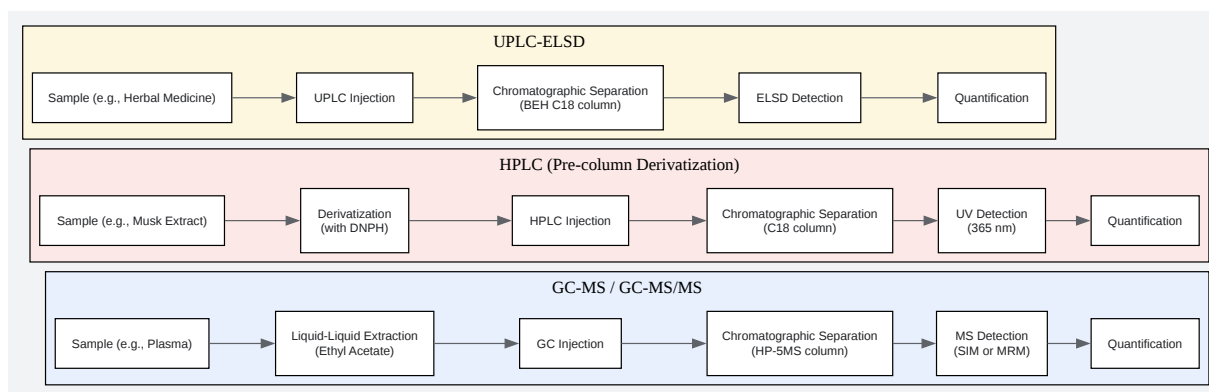 UPLC-ELSD
Sample (e.g., Herbal Medicine)
UPLC Injection
Chromatographic Separation
(BEH C18 column)
ELSD Detection
Quantification
HPLC (Pre-column Derivatization)
Sample (e.g., Musk Extract)
Derivatization
(with DNPH)
HPLC Injection
Chromatographic Separation
(C18 column)
UV Detection
(365 nm)
Quantification
GC-MS / GC-MS/MS
Sample (e.g., Plasma)
Liquid-Liquid Extraction
(Ethyl Acetate)
GC Injection
Chromatographic Separation
(HP-5MS column)
MS Detection
(SIM or MRM)
Quantification